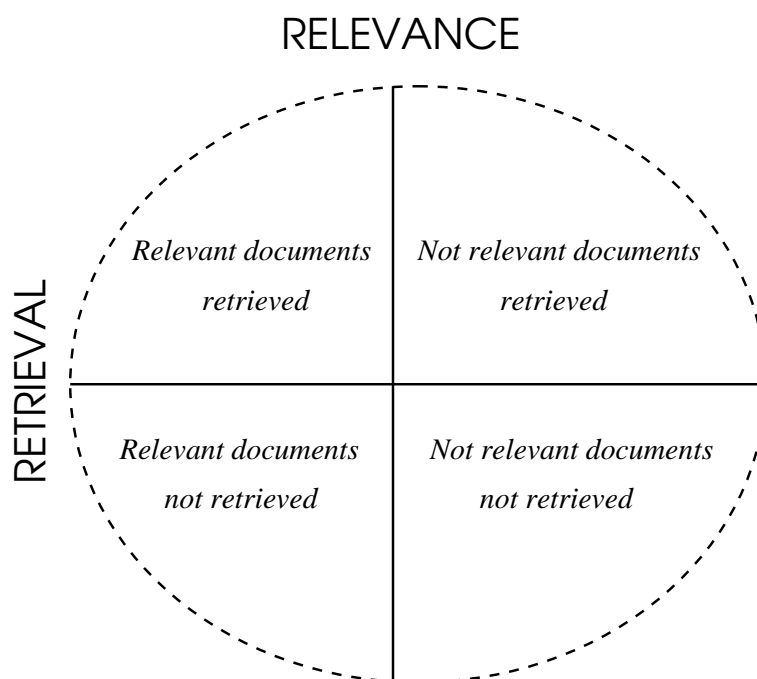 RELEVANCE
Relevant documents
retrieved
Not relevant documents
retrieved
RETRIEVAL
Relevant documents
not retrieved
Not relevant documents
not retrieved